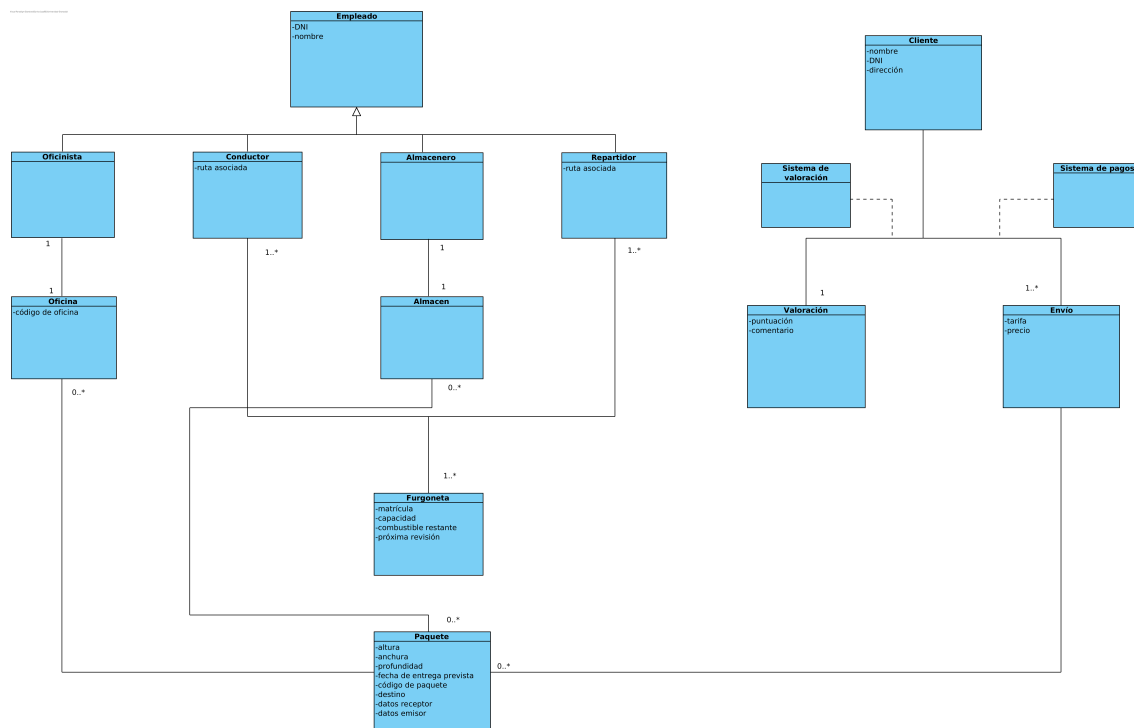 Empleado
-DNI
-nombre
Cliente
-nombre
-DNI
-dirección
Oficinista
Conductor
-ruta asociada
Almacenero
Repartidor
-ruta asociada
Sistema de
valoración
Sistema de pagos
1
1..*
1
1..*
1
1
1
1..*
Oficina
-código de oficina
Almacen
Valoración
-puntuación
-comentario
Envío
-tarifa
-precio
0..*
0..*
1..*
Furgoneta
-matrícula
-capacidad
-combustible restante
-próxima revisión
0..*
Paquete
-altura
-anchura
-profundidad
-fecha de entrega prevista
-código de paquete
-destino
-datos receptor
-datos emisor
0..*